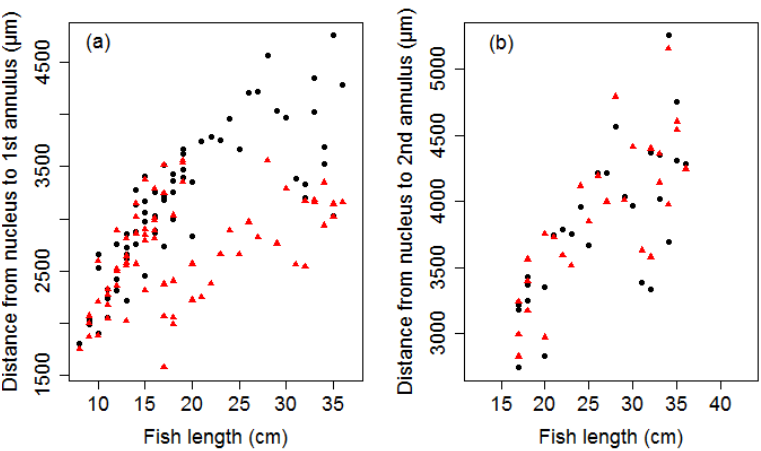 (a)
Distance from nucleus to 1st annulus (µm)
4500
3500
2500
1500
10 15 20 25 30 35
Fish length (cm)
(b)
Distance from nucleus to 2nd annulus (µm)
5000
4500
4000
3500
3000
15 20 25 30 35 40
Fish length (cm)